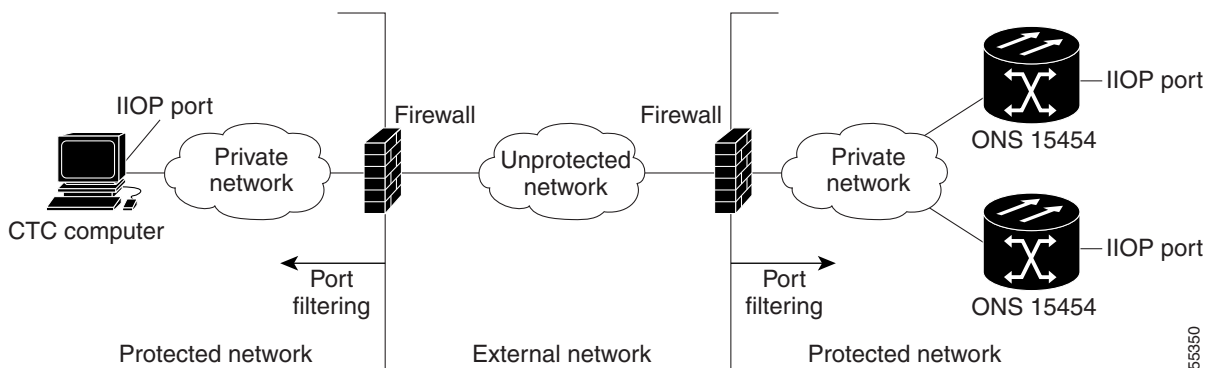 IIOP port
Private
network
CTC computer
Firewall
Port
filtering
Protected network
Unprotected
network
External network
Firewall
Port
filtering
Private
network
ONS 15454
IIOP port
ONS 15454
IIOP port
Protected network
55350